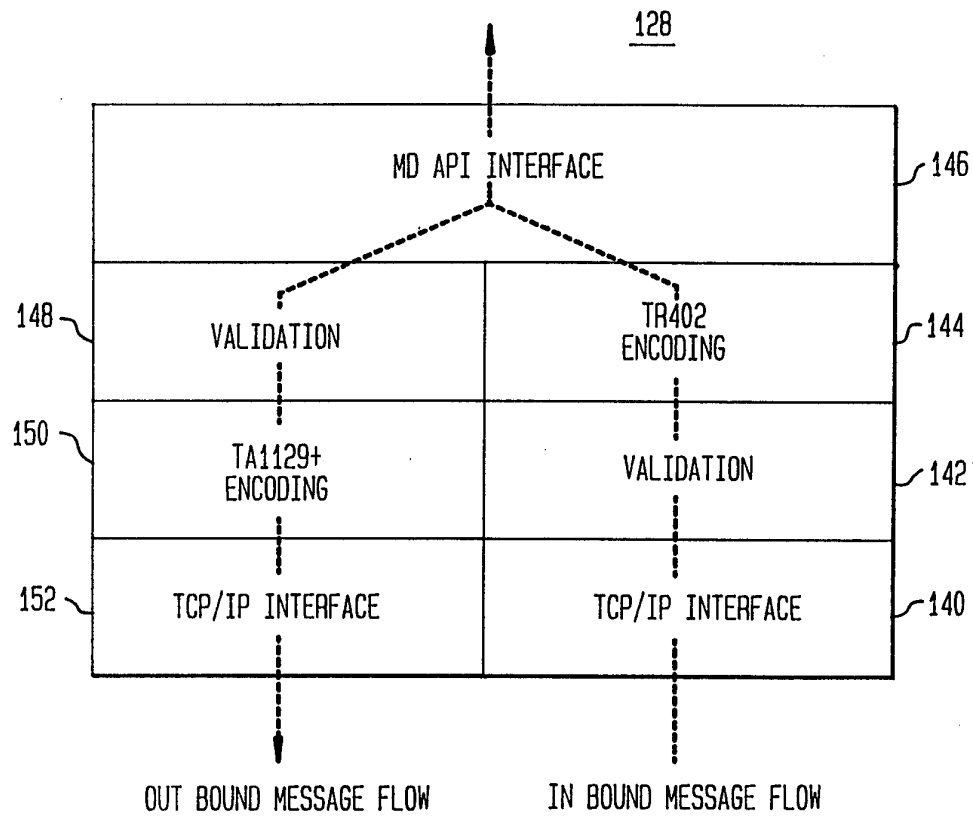 128
MD API INTERFACE
146
148
VALIDATION
TR402
ENCODING
144
150
TA1129+
ENCODING
VALIDATION
142
152
TCP/IP INTERFACE
TCP/IP INTERFACE
140
OUT BOUND MESSAGE FLOW
IN BOUND MESSAGE FLOW